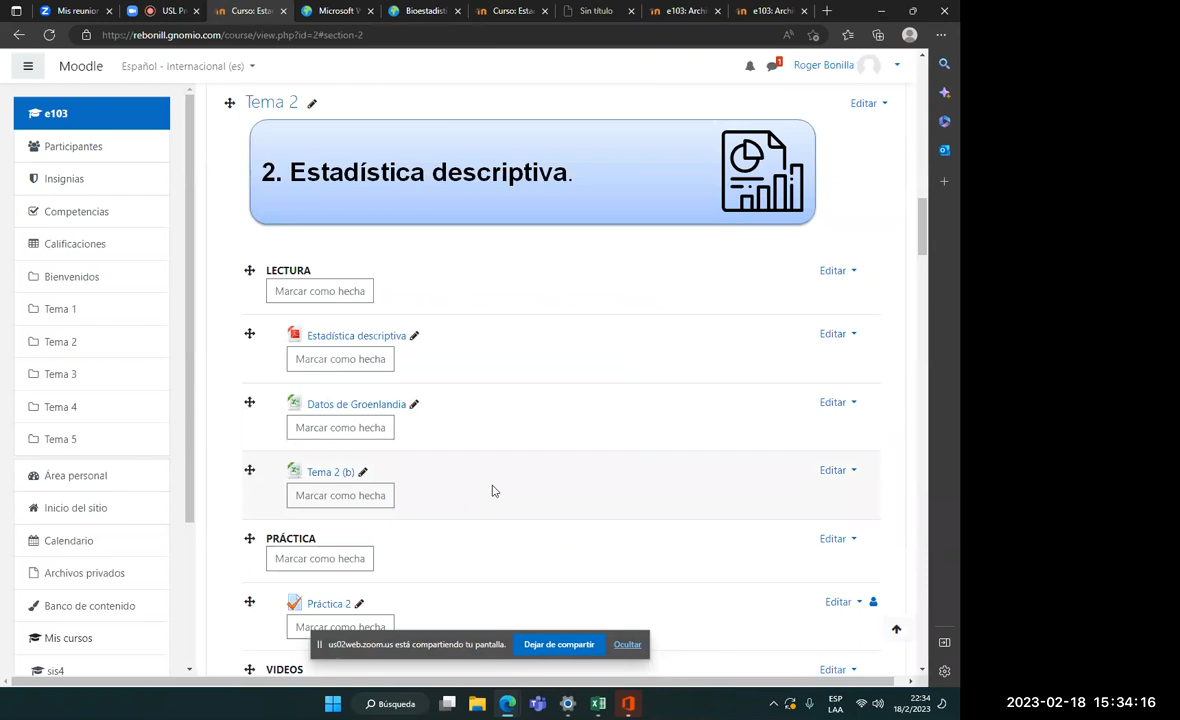 Mis reunion
USL Pr
Curso: Esta
Microsoft W
Bioestadíst
Curso: Esta
Sin título
e103: Archi
e103: Archi
https://rebonill.gnomio.com/course/view.php?id=2#section-2
Moodle
Español - internacional (es)
1
Roger Bonilla
e103
Participantes
Insignias
Competencias
Calificaciones
Bienvenidos
Tema 1
Tema 2
Tema 3
Tema 4
Tema 5
Área personal
Inicio del sitio
Calendario
Archivos privados
Banco de contenido
Mis cursos
sis4
Tema 2
Editar
2. Estadística descriptiva.
LECTURA
Editar
Marcar como hecha
Estadística descriptiva
Editar
Marcar como hecha
Datos de Groenlandia
Editar
Marcar como hecha
Tema 2 (b)
Editar
Marcar como hecha
PRÁCTICA
Editar
Marcar como hecha
Práctica 2
Editar
Marcar como hecha
us02web.zoom.us está compartiendo tu pantalla.
Dejar de compartir
Ocultar
VIDEOS
Editar
Búsqueda
ESP
LAA
22:34
18/2/2023
2023-02-18 15:34:16